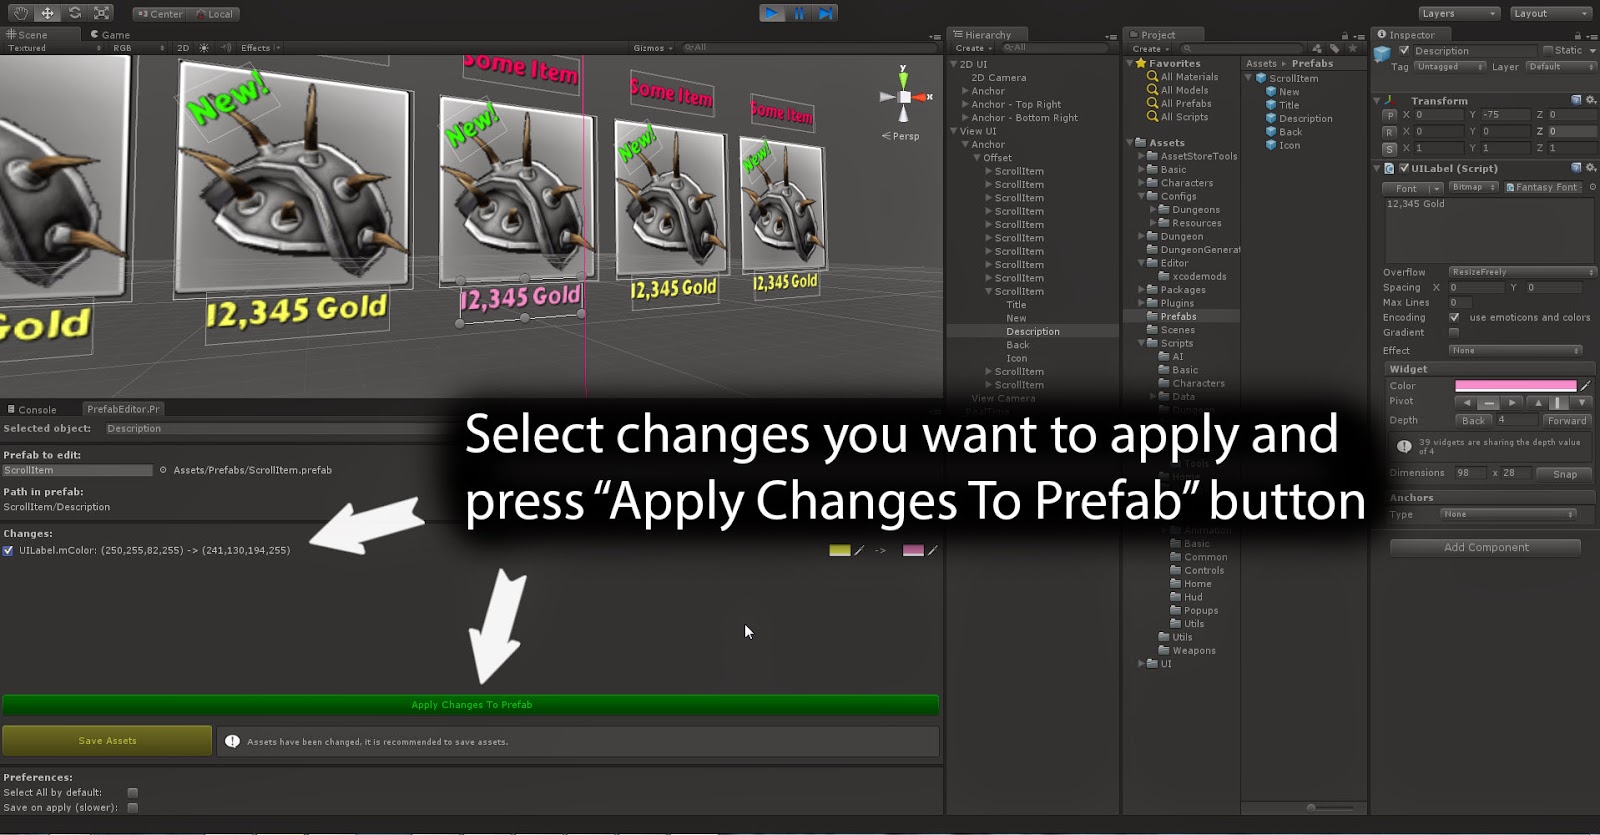 Center
Local
Layers
Layout
Scene
Game
Textured
RGB
2D
Effects
Gizmos
All
New!
12,345 Gold
Some Item
New!
12,345 Gold
Some Item
New!
12,345 Gold
Some Item
New!
12,345 Gold
Gold
y
x
Persp
Hierarchy
Create
All
2D UI
2D Camera
Anchor
Anchor - Top Right
Anchor - Bottom Right
View UI
Anchor
Offset
ScrollItem
ScrollItem
ScrollItem
ScrollItem
ScrollItem
ScrollItem
ScrollItem
ScrollItem
ScrollItem
ScrollItem
Title
New
Description
Back
Icon
ScrollItem
ScrollItem
View Camera
Project
Create
Favorites
All Materials
All Models
All Prefabs
All Scripts
Assets
AssetStoreTools
Basic
Characters
Configs
Dungeons
Resources
Dungeon
DungeonGenerat
Editor
xcodemods
Packages
Plugins
Prefabs
Scenes
Scripts
AI
Basic
Characters
Data
Tools
Animation
Basic
Common
Controls
Home
Hud
Popups
Utils
Utils
Weapons
UI
Assets ▸ Prefabs
ScrollItem
New
Title
Description
Back
Icon
Inspector
Description
Static
Tag Untagged Layer Default
Transform
P X 0 Y -75 Z 0
R X 0 Y 0 Z 0
S X 1 Y 1 Z 1
UILabel (Script)
Font Bitmap Fantasy Font
12,345 Gold
Overflow ResizeFreely
Spacing X 0 Y 0
Max Lines 0
Encoding use emoticons and colors
Gradient
Effect None
Widget
Color
Pivot
Depth Back 4 Forward
39 widgets are sharing the depth value
of 4
Dimensions 98 x 28 Snap
Anchors
Type None
Add Component
Console
PrefabEditor.Pr
Selected object: Description
Prefab to edit:
ScrollItem Assets/Prefabs/ScrollItem.prefab
Path in prefab:
ScrollItem/Description
Changes:
UILabel.mColor: (250,255,82,255) -> (241,130,194,255) ->
Select changes you want to apply and
press “Apply Changes To Prefab” button
Apply Changes To Prefab
Save Assets
Assets have been changed, it is recommended to save assets.
Preferences:
Select All by default:
Save on apply (slower):